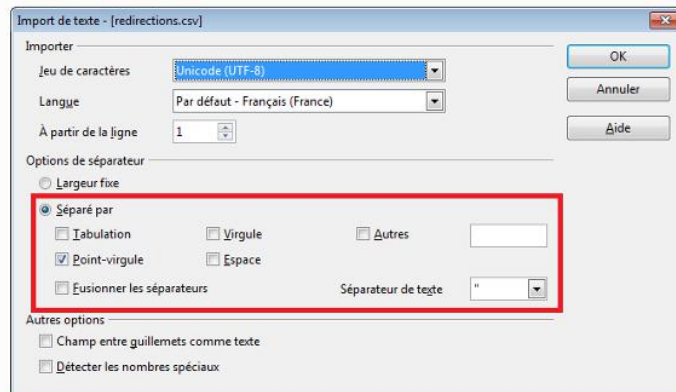 Import de texte - [redirections.csv]
Importer
OK
Jeu de caractères Unicode (UTF-8)
Annuler
Langue Par défaut - Français (France)
À partir de la ligne 1
Aide
Options de séparateur
Largeur fixe
Séparé par
Tabulation Virgule Autres
Point-virgule Espace
Fusionner les séparateurs Séparateur de texte "
Autres options
Champ entre guillemets comme texte
Détecter les nombres spéciaux